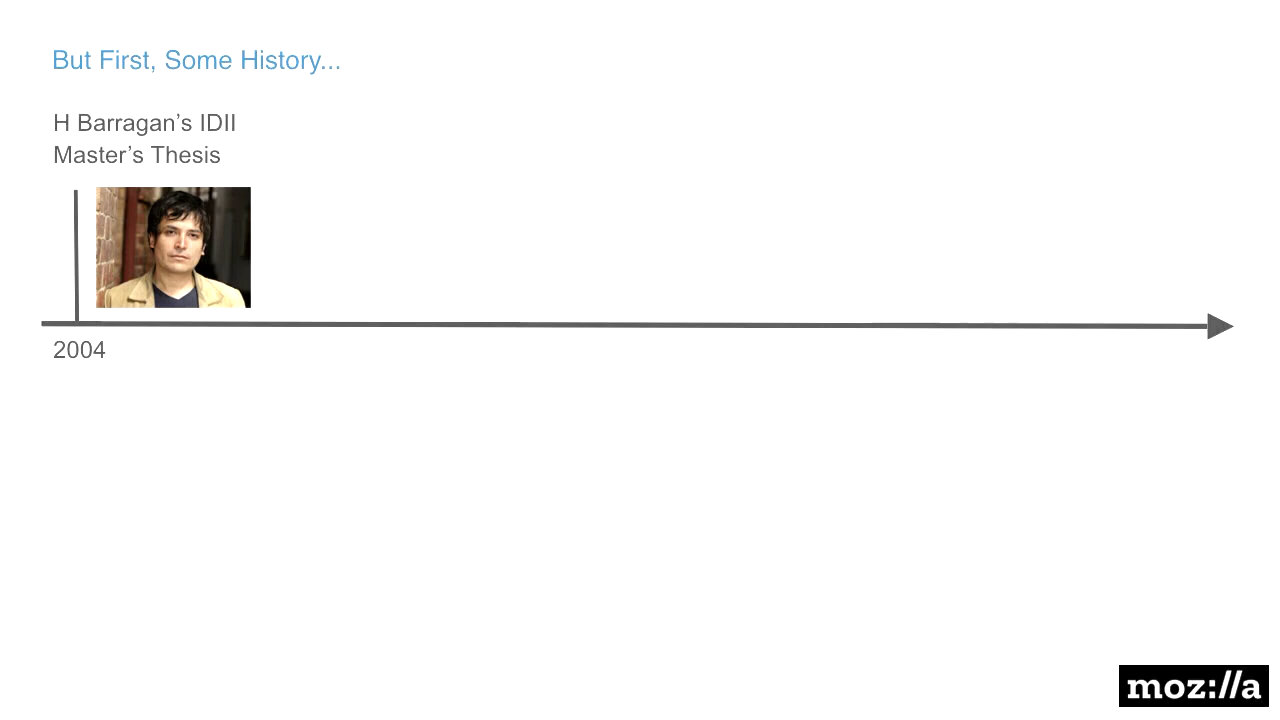 But First, Some History...
H Barragan’s IDII
Master’s Thesis
2004
moz://a